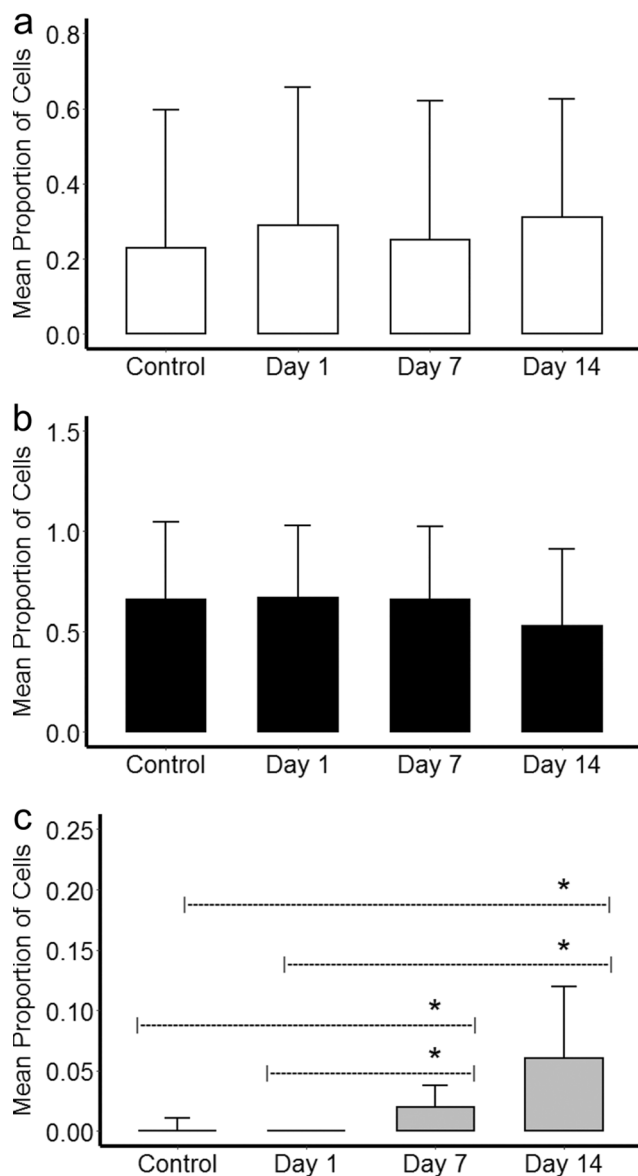 a
Mean Proportion of Cells
0.8
0.6
0.4
0.2
0.0
Control Day 1 Day 7 Day 14
b
Mean Proportion of Cells
1.5
1.0
0.5
0.0
Control Day 1 Day 7 Day 14
c
Mean Proportion of Cells
0.25
0.20
0.15
0.10
0.05
0.00
*
*
*
*
Control Day 1 Day 7 Day 14